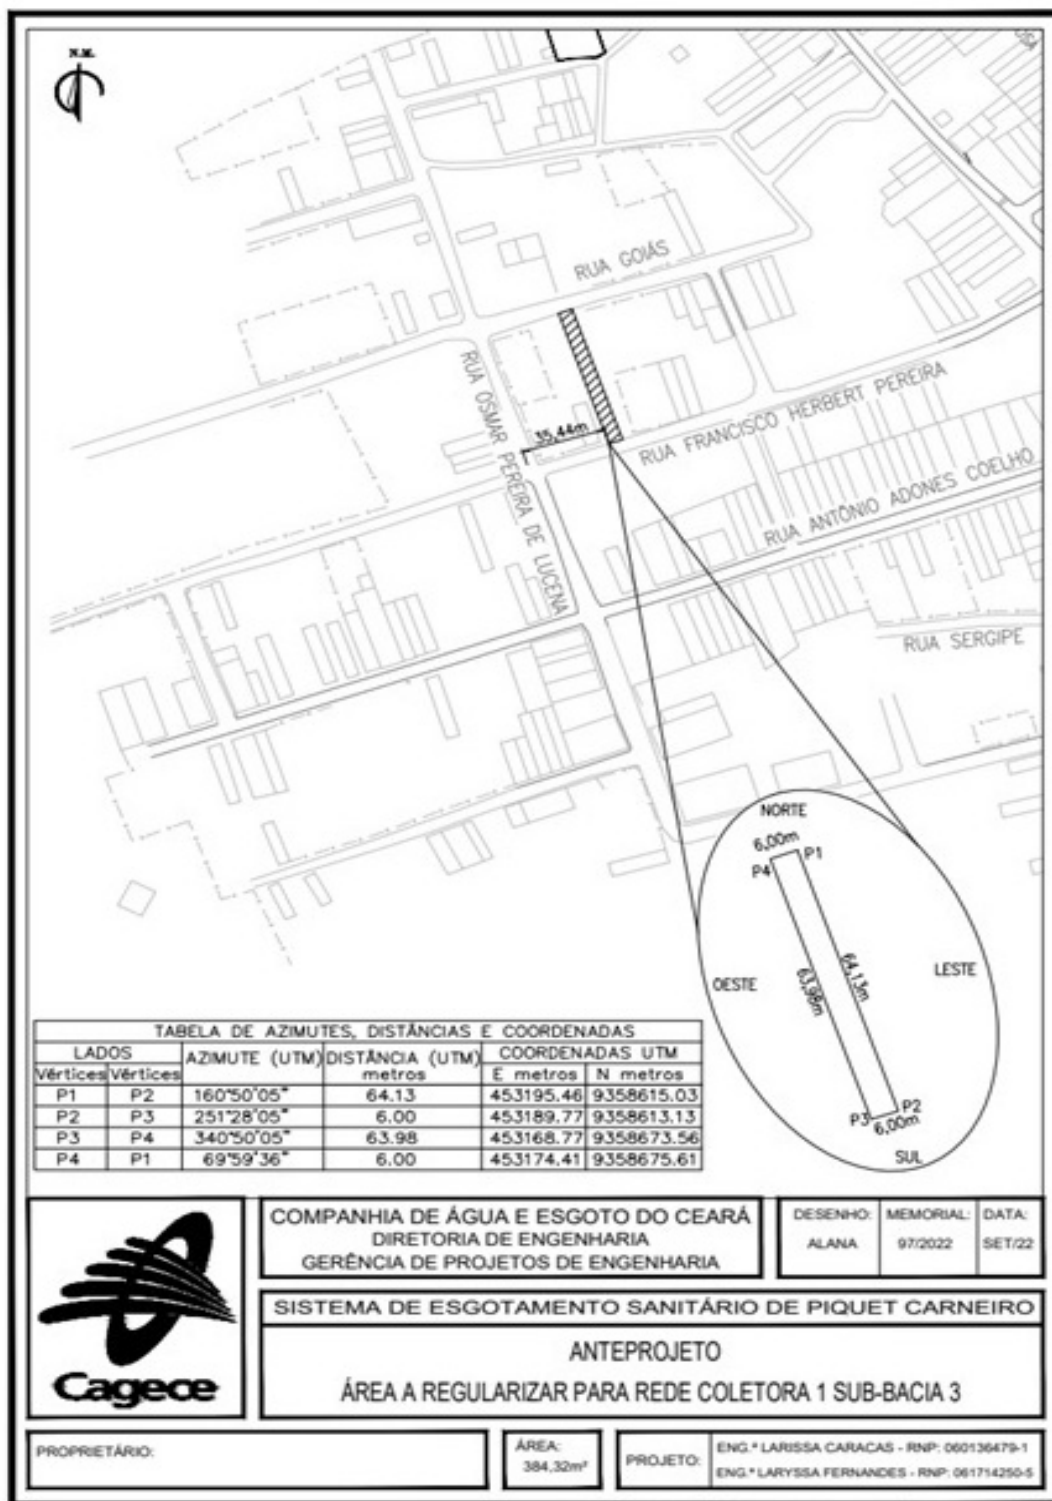 N.M.
RUA GOIÁS
RUA OSMAR PEREIRA DE LUCENA
35,44m
RUA FRANCISCO HERBERT PEREIRA
RUA ANTÔNIO ADONES COELHO
RUA SERGIPE
NORTE
6,00m
P1
P4
64,13m
63,98m
OESTE
LESTE
P3
P2
6,00m
SUL
TABELA DE AZIMUTES, DISTÂNCIAS E COORDENADAS
LADOS AZIMUTE (UTM) DISTÂNCIA (UTM) COORDENADAS UTM
Vértices Vértices metros E metros N metros
P1 P2 160°50'05" 64.13 453195.46 9358615.03
P2 P3 251°28'05" 6.00 453189.77 9358613.13
P3 P4 340°50'05" 63.98 453168.77 9358673.56
P4 P1 69°59'36" 6.00 453174.41 9358675.61
Cagece
COMPANHIA DE ÁGUA E ESGOTO DO CEARÁ
DIRETORIA DE ENGENHARIA
GERÊNCIA DE PROJETOS DE ENGENHARIA
DESENHO: MEMORIAL: DATA:
ALANA 97/2022 SET/22
SISTEMA DE ESGOTAMENTO SANITÁRIO DE PIQUET CARNEIRO
ANTEPROJETO
ÁREA A REGULARIZAR PARA REDE COLETORA 1 SUB-BACIA 3
PROPRIETÁRIO:
ÁREA:
384,32m²
PROJETO:
ENG.ª LARISSA CARACAS - RNP: 060136479-1
ENG.ª LARYSSA FERNANDES - RNP: 061714250-5